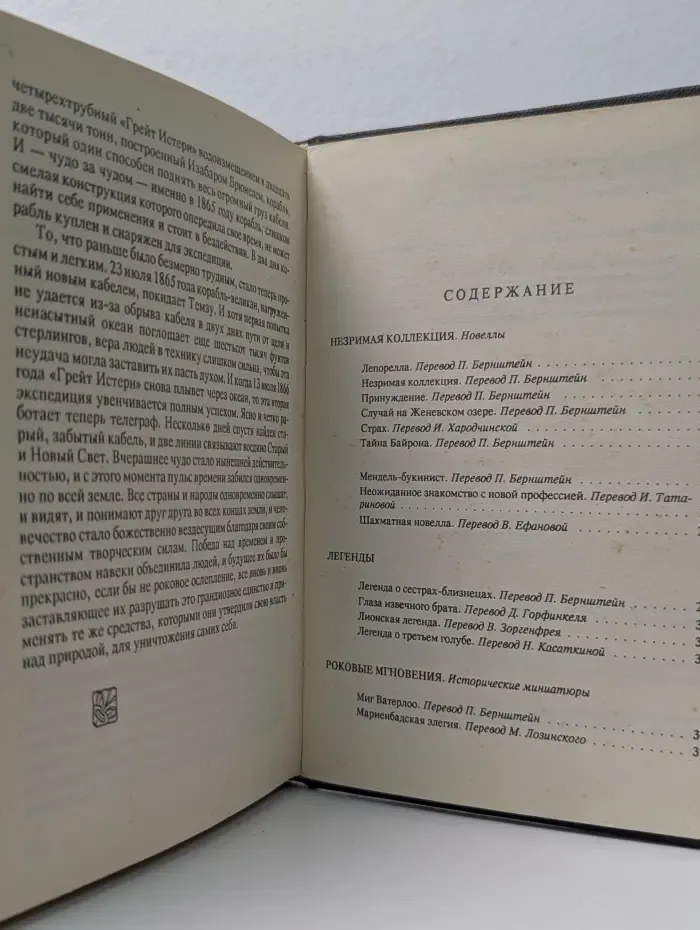 четырехтрубный «Грейт Истерн» водоизмещением в двадцать
две тысячи тонн, построенный Изабаром Брюнелем, корабль,
который один способен поднять весь огромный груз кабеля.
И — чудо за чудом — именно в 1865 году корабль, слишком
смелая конструкция которого опередила свое время, не может
найти себе применения и стоит в бездействии. В два дня ко-
рабль куплен и снаряжен для экспедиции.
То, что раньше было безмерно трудным, стало теперь про-
стым и легким. 23 июля 1865 года корабль-великан, нагружен-
ный новым кабелем, покидает Темзу. И хотя первая попытка
не удается из-за обрыва кабеля в двух днях пути от цели и
ненасытный океан поглощает еще шестьсот тысяч фунтов
стерлингов, вера людей в технику слишком сильна, чтобы эта
неудача могла заставить их пасть духом. И когда 13 июля 1866
года «Грейт Истерн» снова плывет через океан, то эта вторая
экспедиция увенчивается полным успехом. Ясно и четко ра-
ботает теперь телеграф. Несколько дней спустя найден ста-
рый, забытый кабель, и две линии связывают воедино Старый
и Новый Свет. Вчерашнее чудо стало нынешней действитель-
ностью, и с этого момента пульс времени забился одновремен-
но по всей земле. Все страны и народы одновременно слышат,
и видят, и понимают друг друга во всех концах земли, и чело-
вечество стало божественно вездесущим благодаря своим соб-
ственным творческим силам. Победа над временем и про-
странством навеки объединила людей, и будущее их было бы
прекрасно, если бы не роковое ослепление, все вновь и вновь
заставляющее их разрушать это грандиозное единство и при-
менять те же средства, которыми они утвердили свою власть
над природой, для уничтожения самих себя.
СОДЕРЖАНИЕ
НЕЗРИМАЯ КОЛЛЕКЦИЯ. Новеллы
Лепорелла. Перевод П. Бернштейн
Незримая коллекция. Перевод П. Бернштейн
Принуждение. Перевод П. Бернштейн
Случай на Женевском озере. Перевод П. Бернштейн
Страх. Перевод И. Хародчинской
Тайна Байрона. Перевод П. Бернштейн
Мендель-букинист. Перевод П. Бернштейн
Неожиданное знакомство с новой профессией. Перевод И. Тата-
риновой
Шахматная новелла. Перевод В. Ефановой
ЛЕГЕНДЫ
Легенда о сестрах-близнецах. Перевод П. Бернштейн
Глаза извечного брата. Перевод Д. Горфинкеля
Лионская легенда. Перевод В. Зоргенфрея 3
Легенда о третьем голубе. Перевод Н. Касаткиной 3
РОКОВЫЕ МГНОВЕНИЯ. Исторические миниатюры
Миг Ватерлоо. Перевод П. Бернштейн 3
Мариенбадская элегия. Перевод М. Лозинского 3